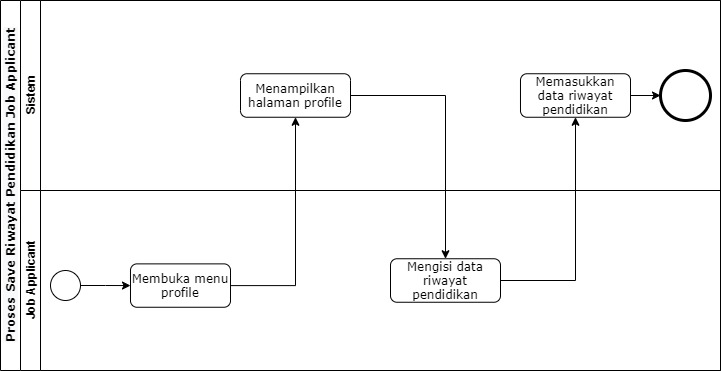 Proses Save Riwayat Pendidikan Job Applicant
Sistem
Menampilkan
halaman profile
Memasukkan
data riwayat
pendidikan
Job Applicant
Membuka menu
profile
Mengisi data
riwayat
pendidikan